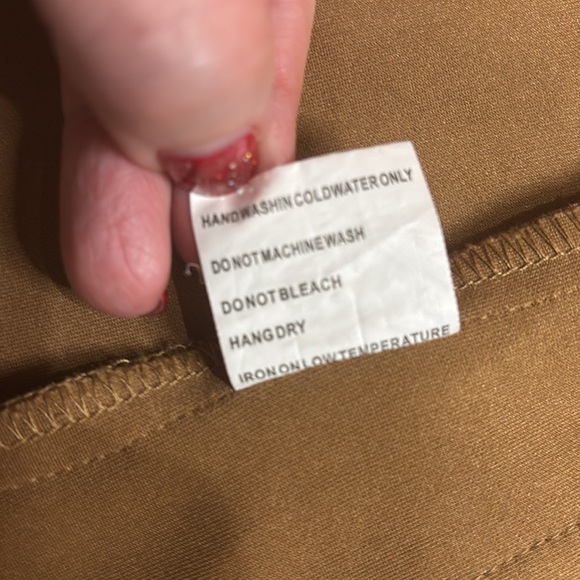 HANDWASHIN COLDWATER ONLY
DO NOT MACHINE WASH
DO NOT BLEACH
HANG DRY
IRON ON LOW TEMPERATURE